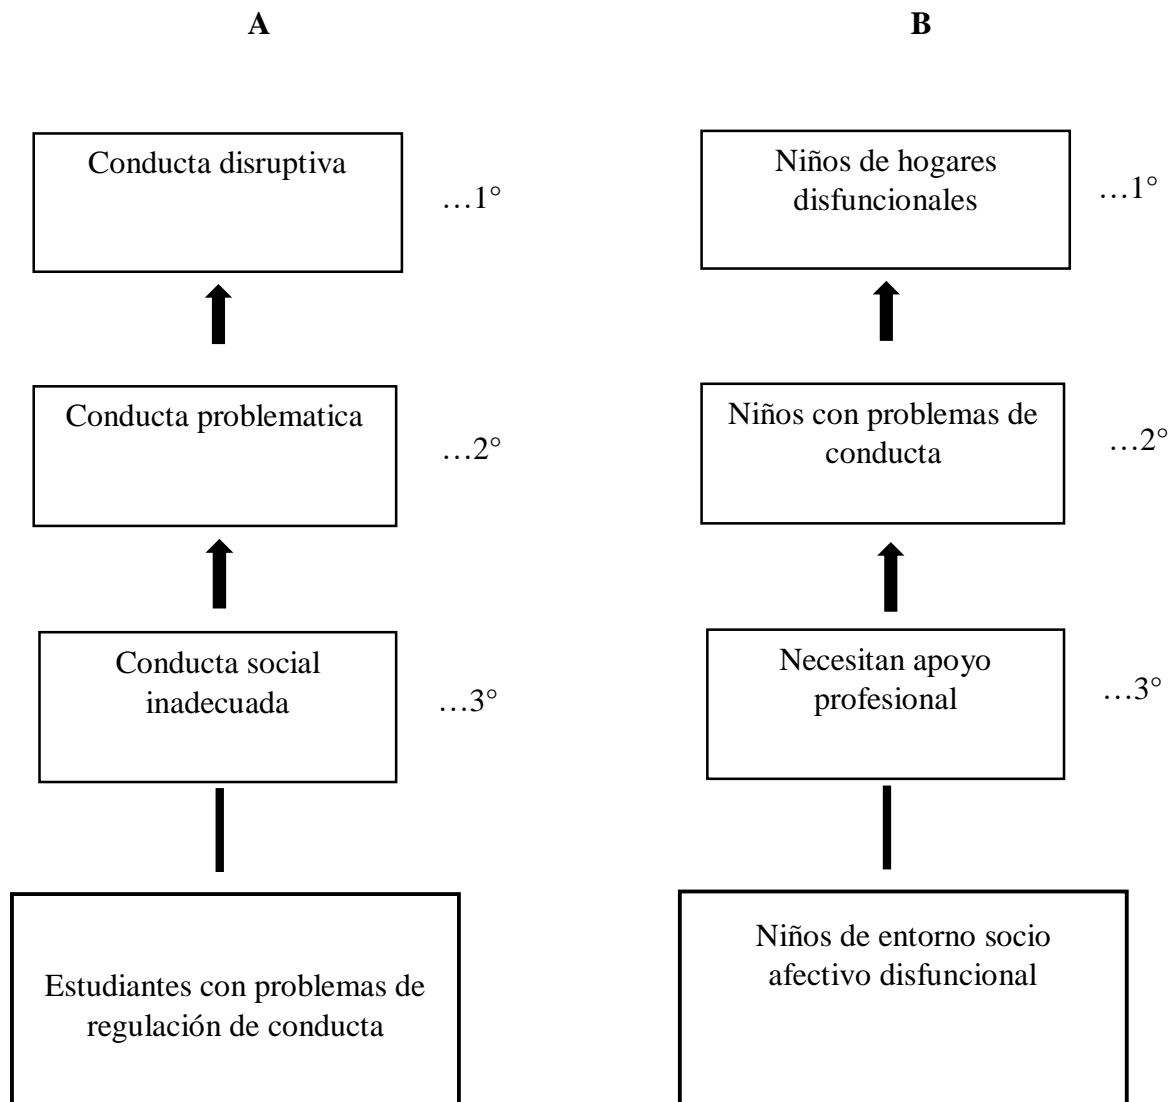 A
Conducta disruptiva
…1°
Conducta problematica
…2°
Conducta social
inadecuada
…3°
Estudiantes con problemas de
regulación de conducta
B
Niños de hogares
disfuncionales
…1°
Niños con problemas de
conducta
…2°
Necesitan apoyo
profesional
…3°
Niños de entorno socio
afectivo disfuncional